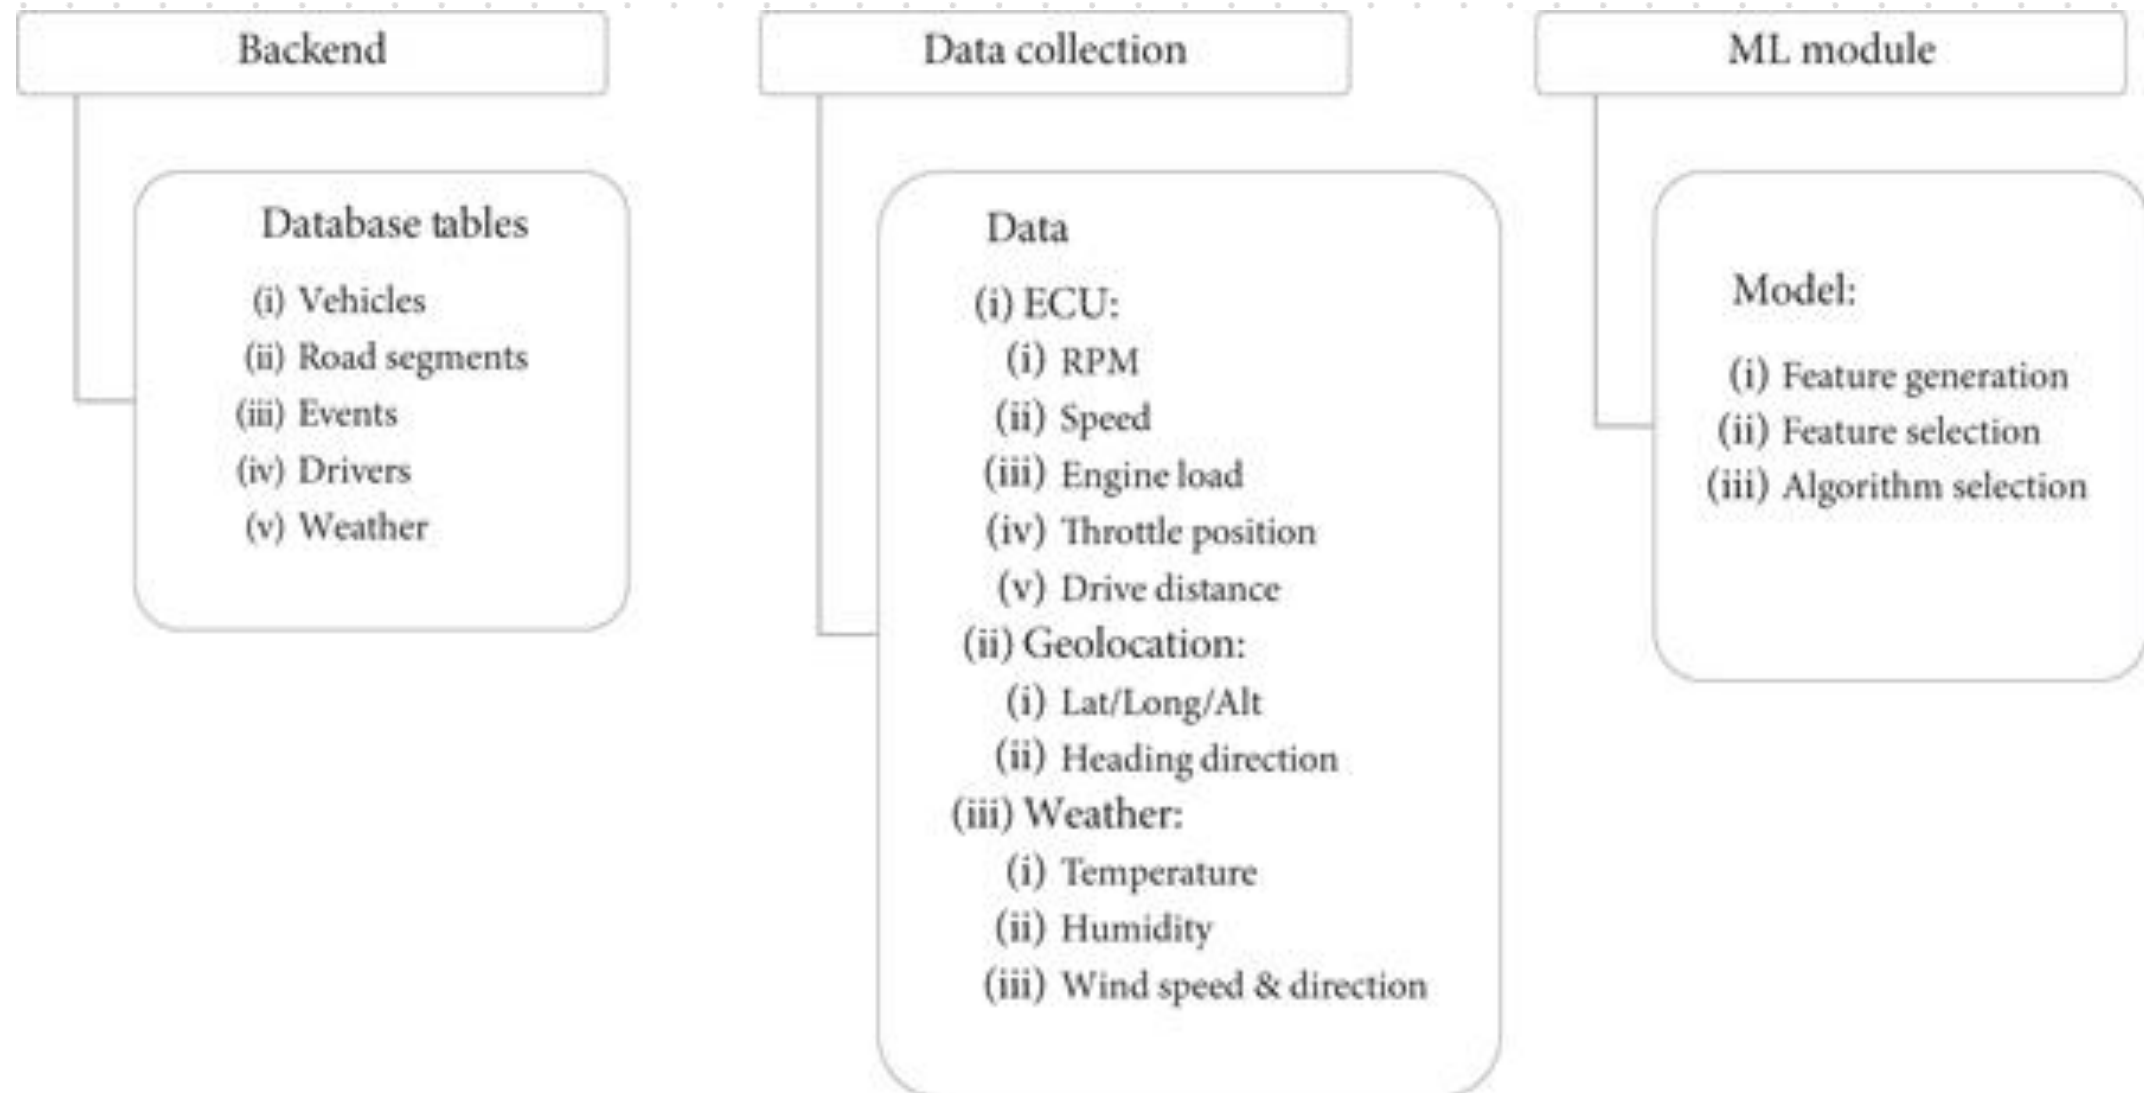 Backend
Database tables
(i) Vehicles
(ii) Road segments
(iii) Events
(iv) Drivers
(v) Weather
Data collection
Data
(i) ECU:
(i) RPM
(ii) Speed
(iii) Engine load
(iv) Throttle position
(v) Drive distance
(ii) Geolocation:
(i) Lat/Long/Alt
(ii) Heading direction
(iii) Weather:
(i) Temperature
(ii) Humidity
(iii) Wind speed & direction
ML module
Model:
(i) Feature generation
(ii) Feature selection
(iii) Algorithm selection